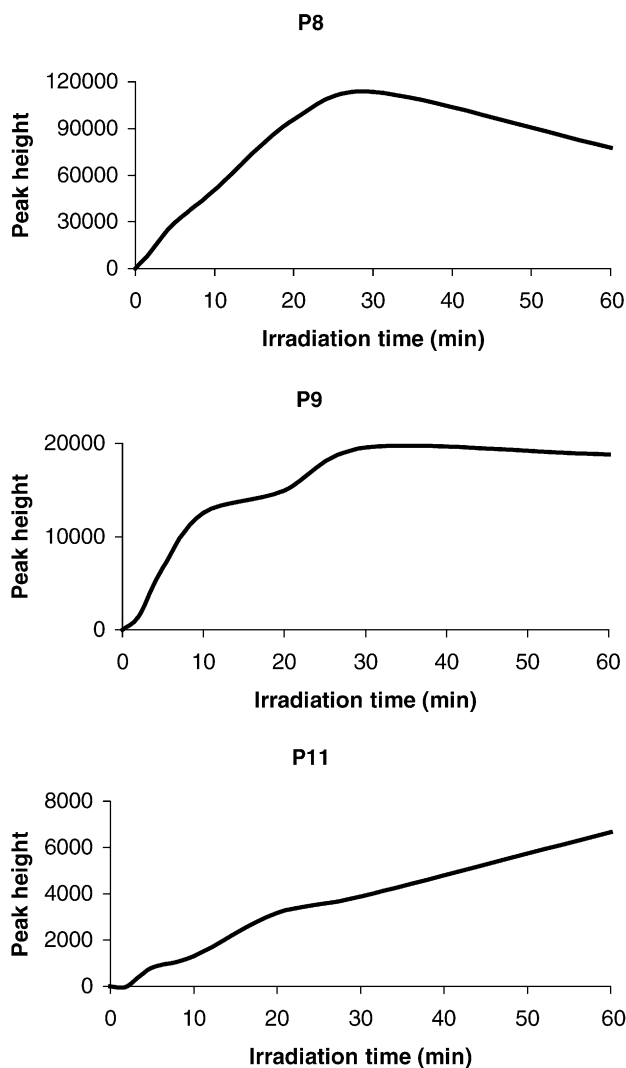 P8
120000
90000
60000
30000
0
Peak height
0 10 20 30 40 50 60
Irradiation time (min)
P9
20000
10000
0
Peak height
0 10 20 30 40 50 60
Irradiation time (min)
P11
8000
6000
4000
2000
0
Peak height
0 10 20 30 40 50 60
Irradiation time (min)